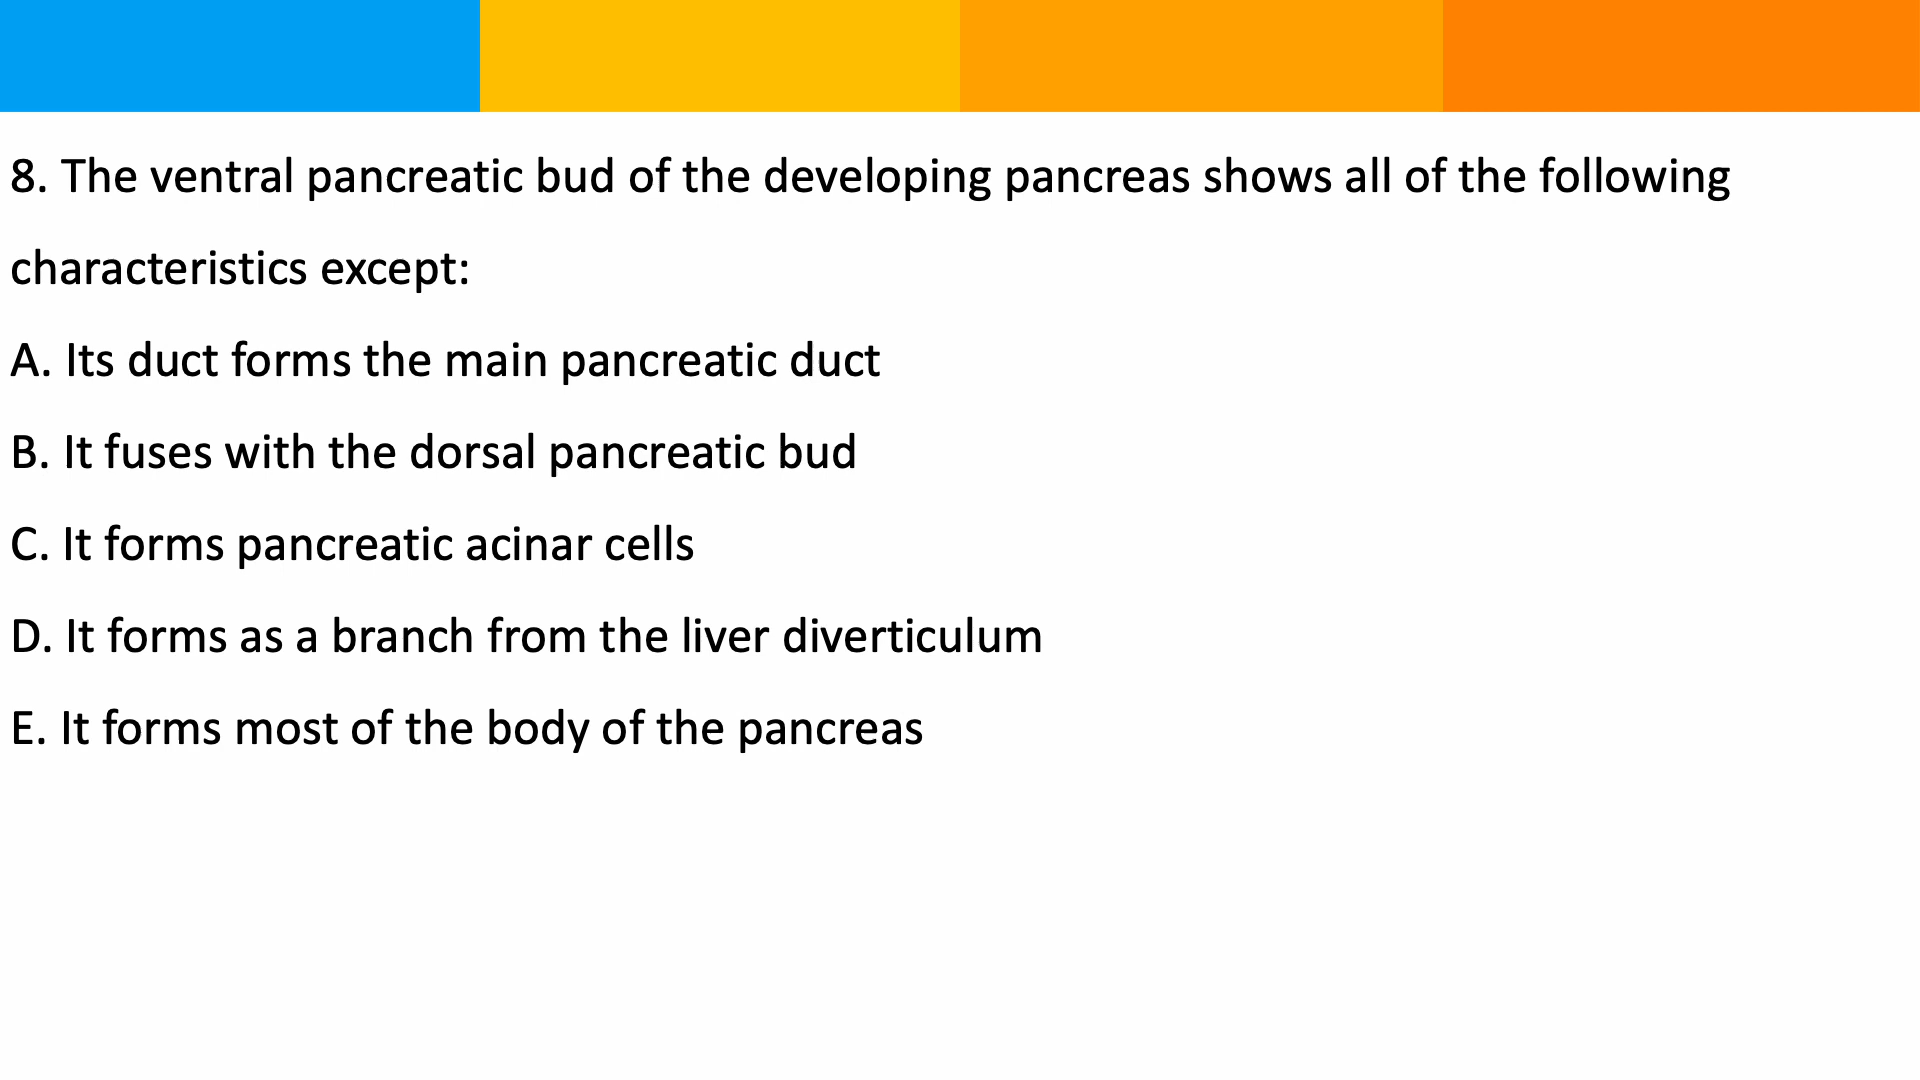 8. The ventral pancreatic bud of the developing pancreas shows all of the following
characteristics except:
A. Its duct forms the main pancreatic duct
B. It fuses with the dorsal pancreatic bud
C. It forms pancreatic acinar cells
D. It forms as a branch from the liver diverticulum
E. It forms most of the body of the pancreas